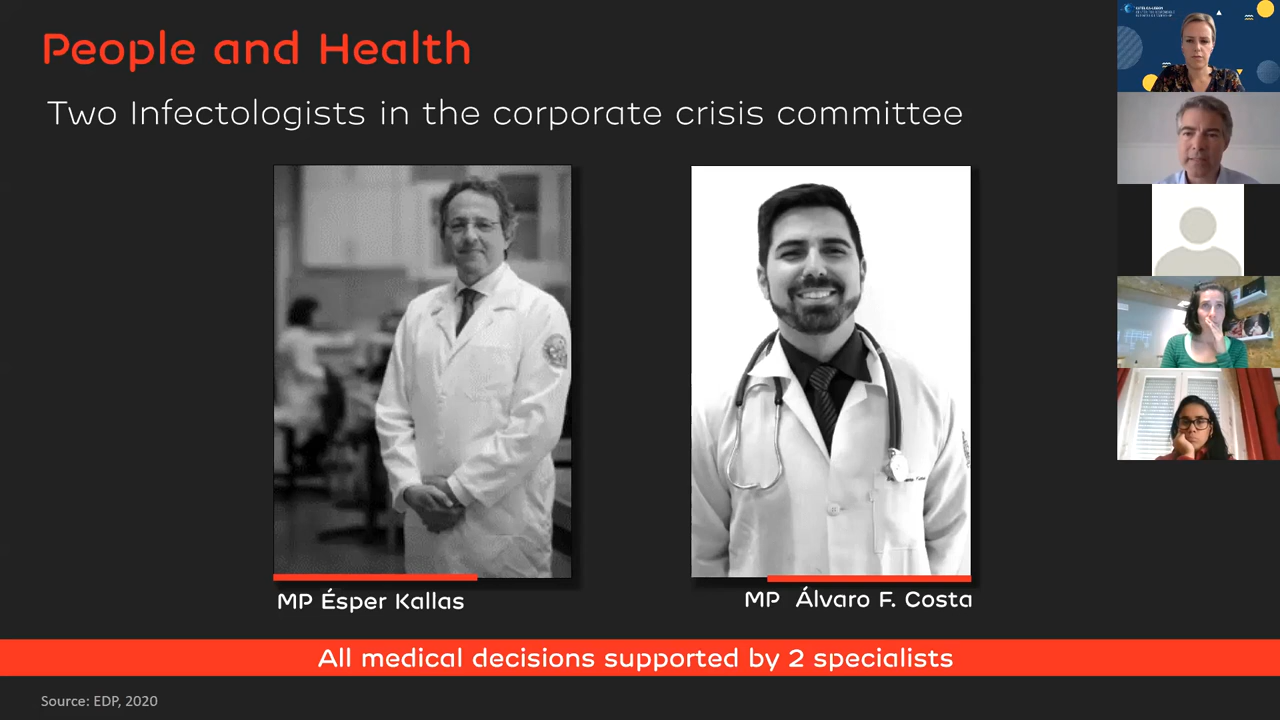 People and Health
Two Infectologists in the corporate crisis committee
MP Ésper Kallas
MP Álvaro F. Costa
All medical decisions supported by 2 specialists
Source: EDP, 2020